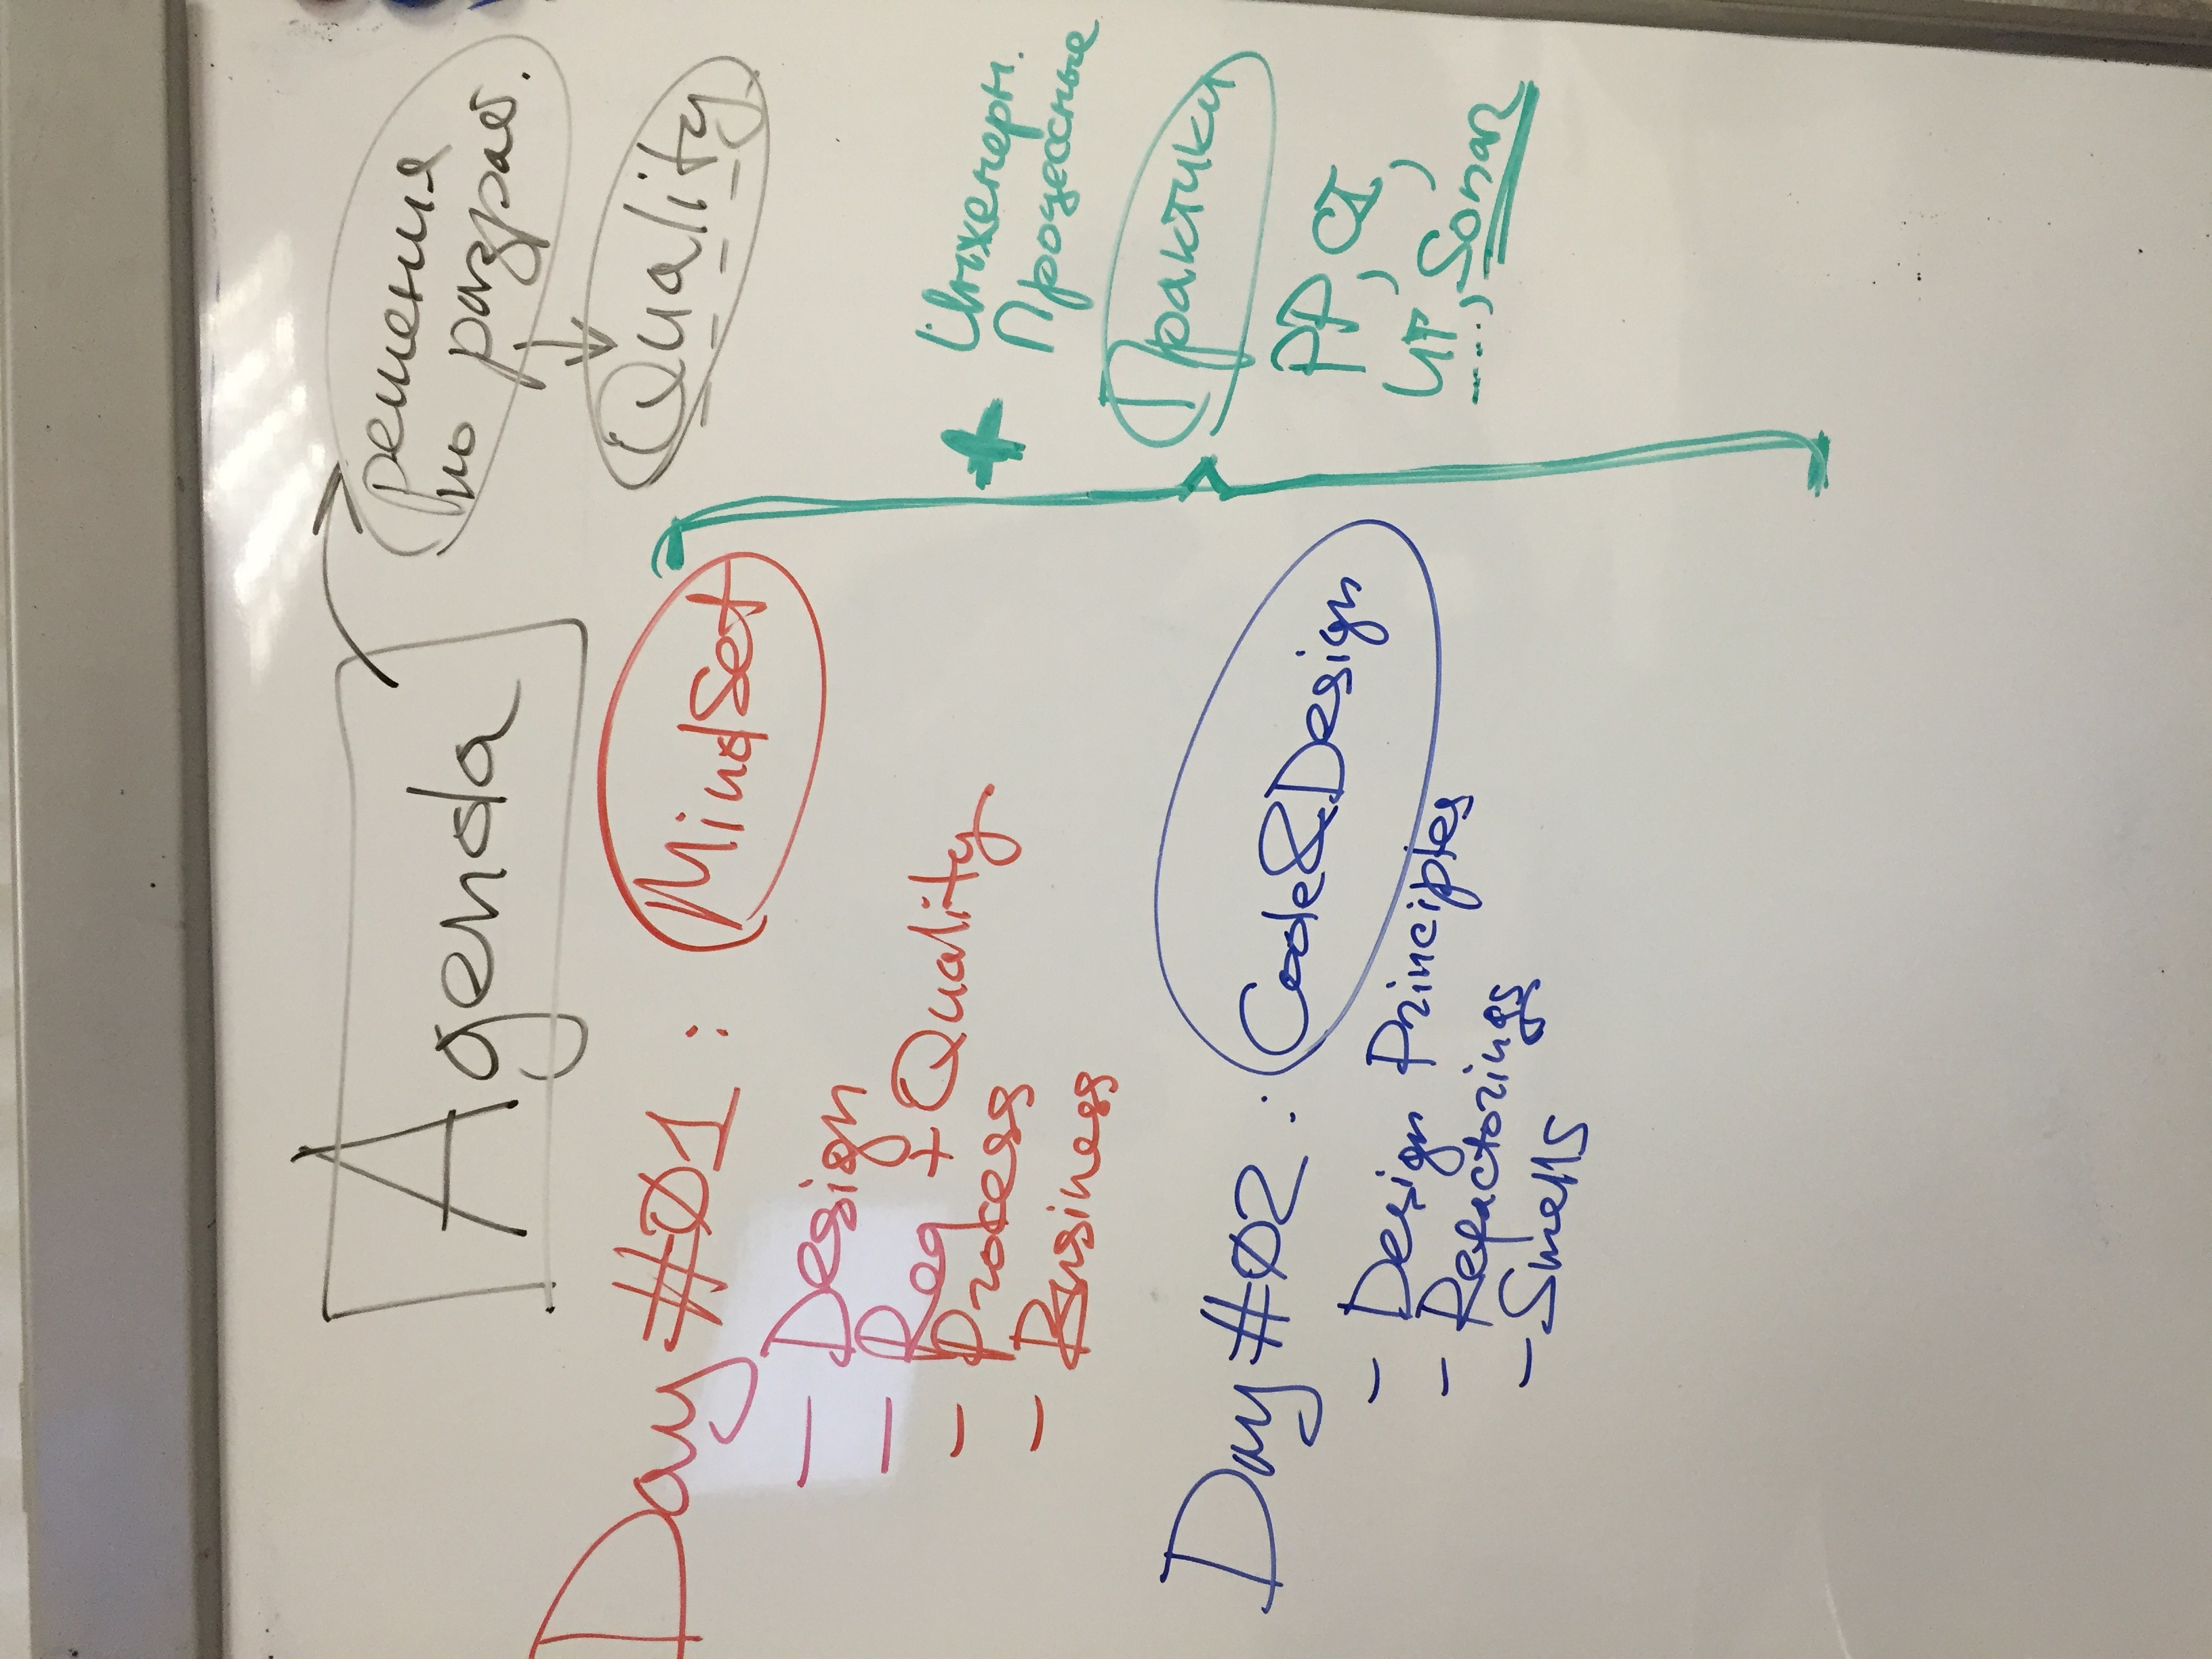 Agenda
решения
по разраб.
Quality
Day #01 : MindSet
- Design
- Req + Quality
- Process
- Business
Day #02 : Code&Design
- Design Principles
- Refactorings
- Smells
+ Инженерн.
Процессные
Практики
PP, CI,
UT, Sonar